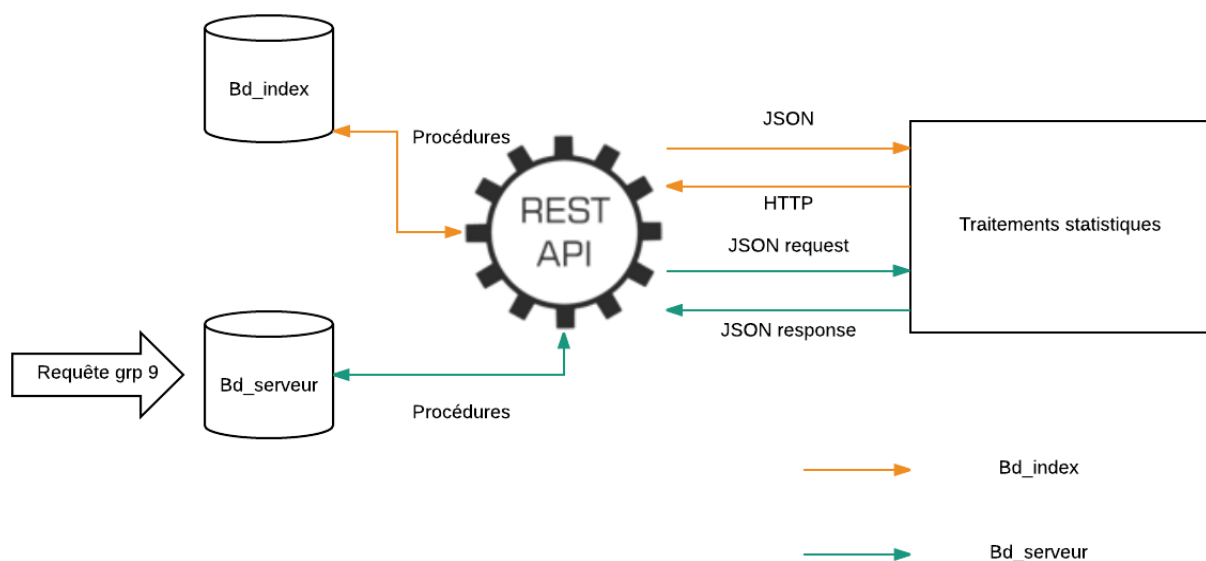 Bd_index
Procédures
JSON
REST
API
HTTP
Traitements statistiques
JSON request
JSON response
Requête grp 9
Bd_serveur
Procédures
Bd_index
Bd_serveur